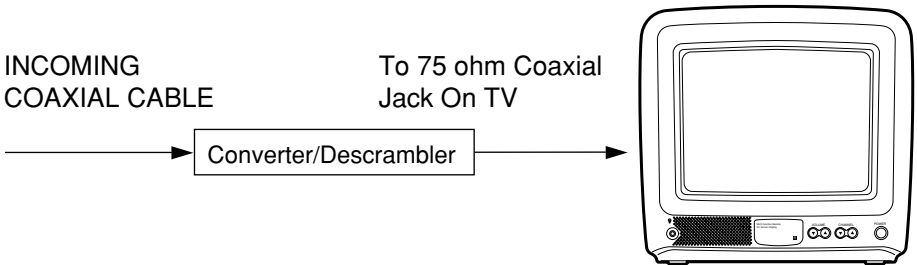 INCOMING
COAXIAL CABLE
To 75 ohm Coaxial
Jack On TV
Converter/Descrambler
VOLUME
CHANNEL
POWER